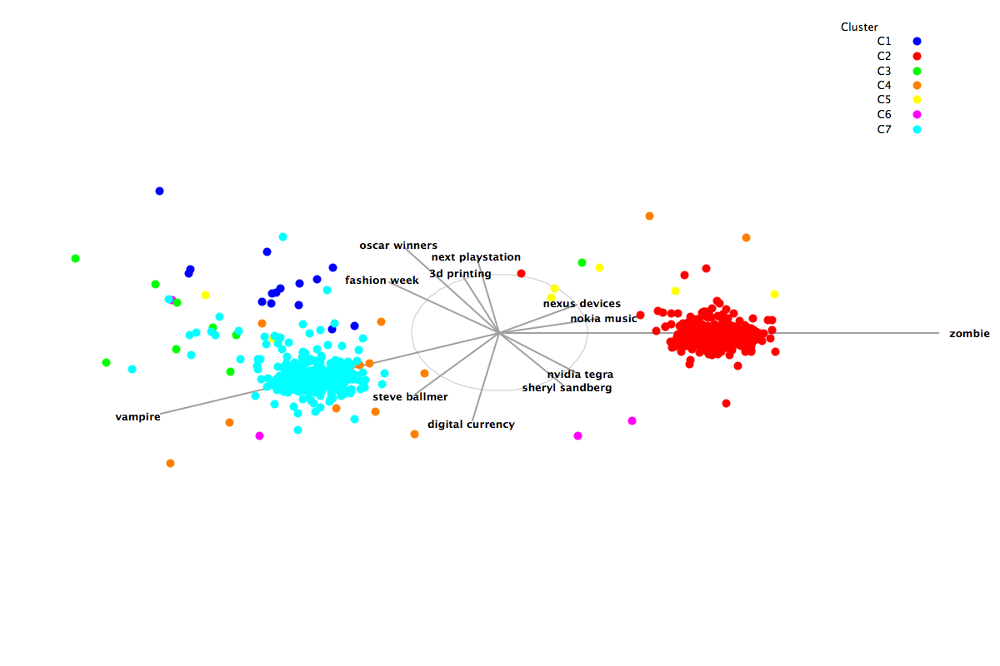 Cluster
C1
C2
C3
C4
C5
C6
C7
oscar winners
next playstation
3d printing
fashion week
nexus devices
nokia music
zombie
nvidia tegra
sheryl sandberg
steve ballmer
vampire
digital currency